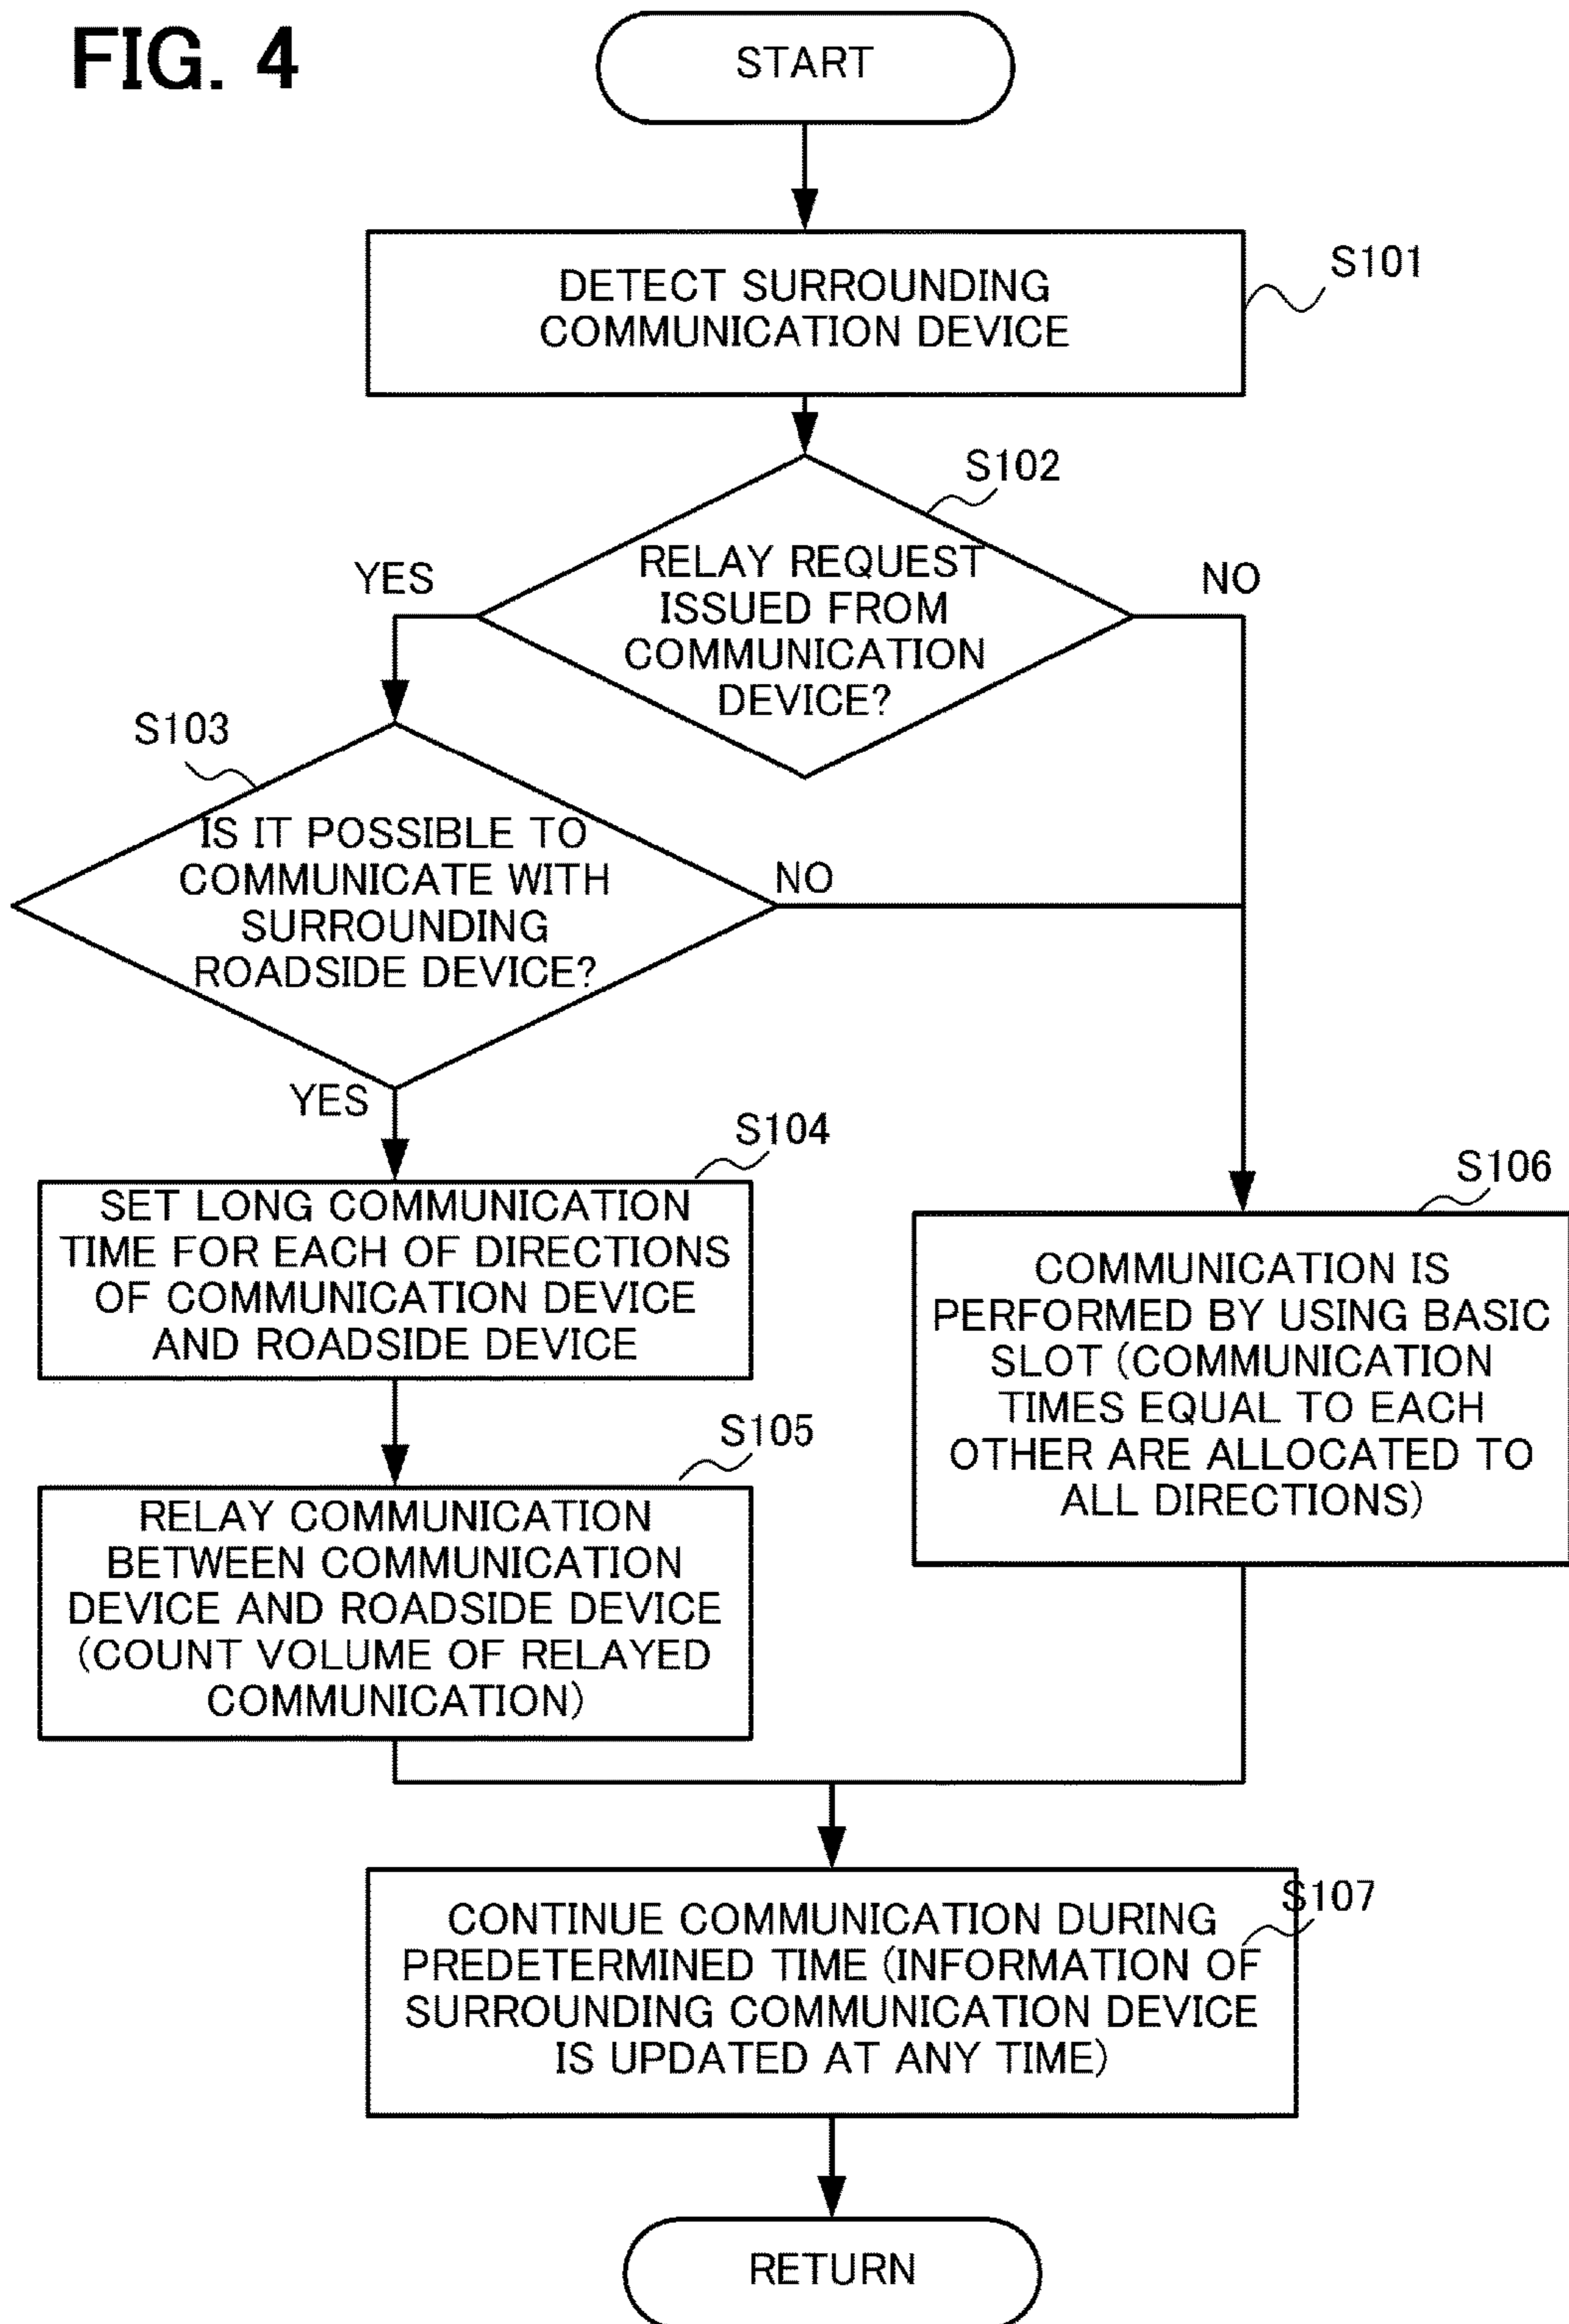 FIG. 4
START
DETECT SURROUNDING
COMMUNICATION DEVICE
S101
S102
RELAY REQUEST
ISSUED FROM
COMMUNICATION
DEVICE?
YES
NO
S103
IS IT POSSIBLE TO
COMMUNICATE WITH
SURROUNDING
ROADSIDE DEVICE?
NO
YES
S104
SET LONG COMMUNICATION
TIME FOR EACH OF DIRECTIONS
OF COMMUNICATION DEVICE
AND ROADSIDE DEVICE
S106
COMMUNICATION IS
PERFORMED BY USING BASIC
SLOT (COMMUNICATION
TIMES EQUAL TO EACH
OTHER ARE ALLOCATED TO
ALL DIRECTIONS)
S105
RELAY COMMUNICATION
BETWEEN COMMUNICATION
DEVICE AND ROADSIDE DEVICE
(COUNT VOLUME OF RELAYED
COMMUNICATION)
S107
CONTINUE COMMUNICATION DURING
PREDETERMINED TIME (INFORMATION OF
SURROUNDING COMMUNICATION DEVICE
IS UPDATED AT ANY TIME)
RETURN